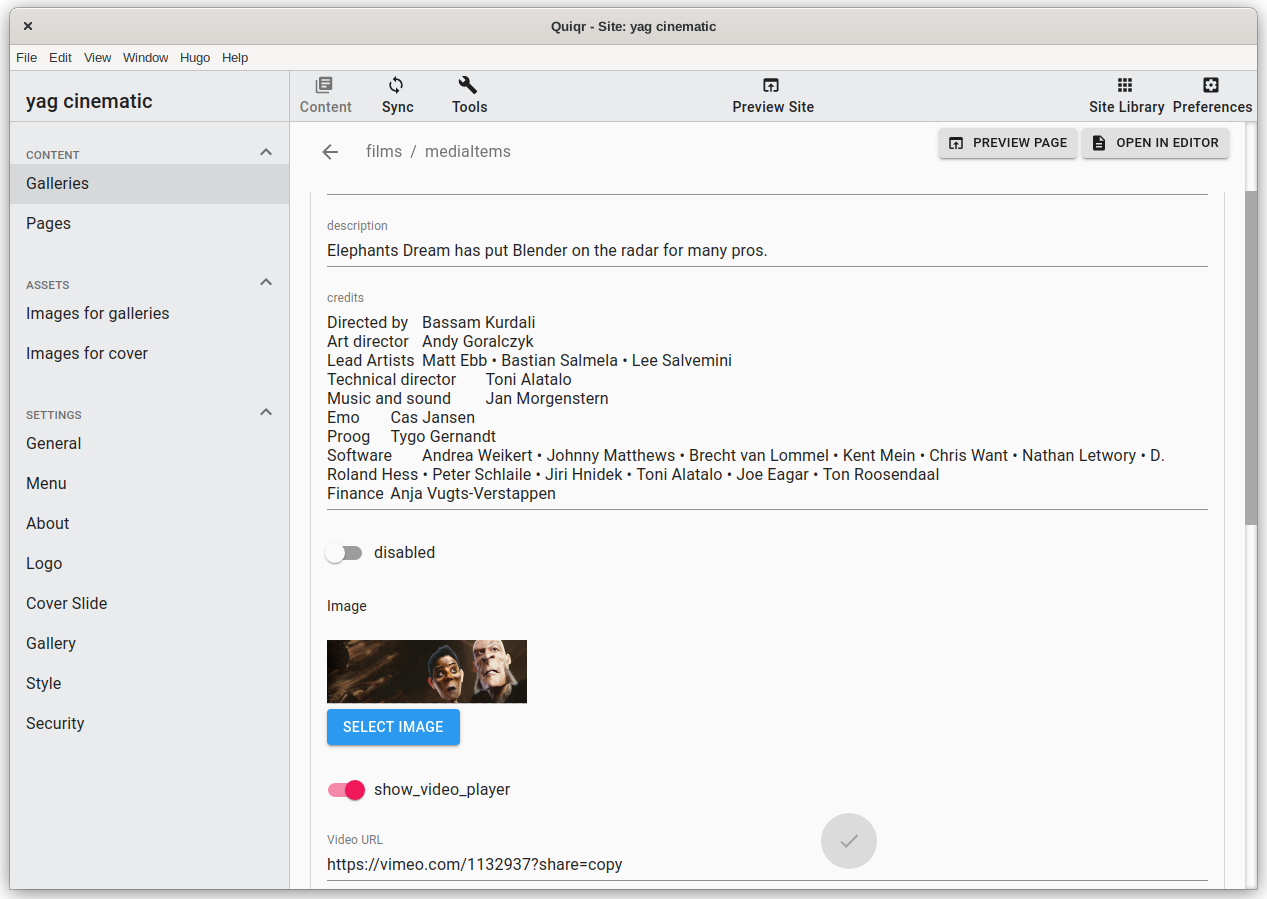 Quiqr - Site: yag cinematic
File Edit View Window Hugo Help
yag cinematic
Content
Sync
Tools
Preview Site
Site Library
Preferences
CONTENT
Galleries
Pages
ASSETS
Images for galleries
Images for cover
SETTINGS
General
Menu
About
Logo
Cover Slide
Gallery
Style
Security
films / mediaItems
PREVIEW PAGE
OPEN IN EDITOR
description
Elephants Dream has put Blender on the radar for many pros.
credits
Directed by Bassam Kurdali
Art director Andy Goralczyk
Lead Artists Matt Ebb • Bastian Salmela • Lee Salvemini
Technical director Toni Alatalo
Music and sound Jan Morgenstern
Emo Cas Jansen
Proog Tygo Gernandt
Software Andrea Weikert • Johnny Matthews • Brecht van Lommel • Kent Mein • Chris Want • Nathan Letwory • D.
Roland Hess • Peter Schlaile • Jiri Hnidek • Toni Alatalo • Joe Eagar • Ton Roosendaal
Finance Anja Vugts-Verstappen
disabled
Image
SELECT IMAGE
show_video_player
Video URL
https://vimeo.com/1132937?share=copy